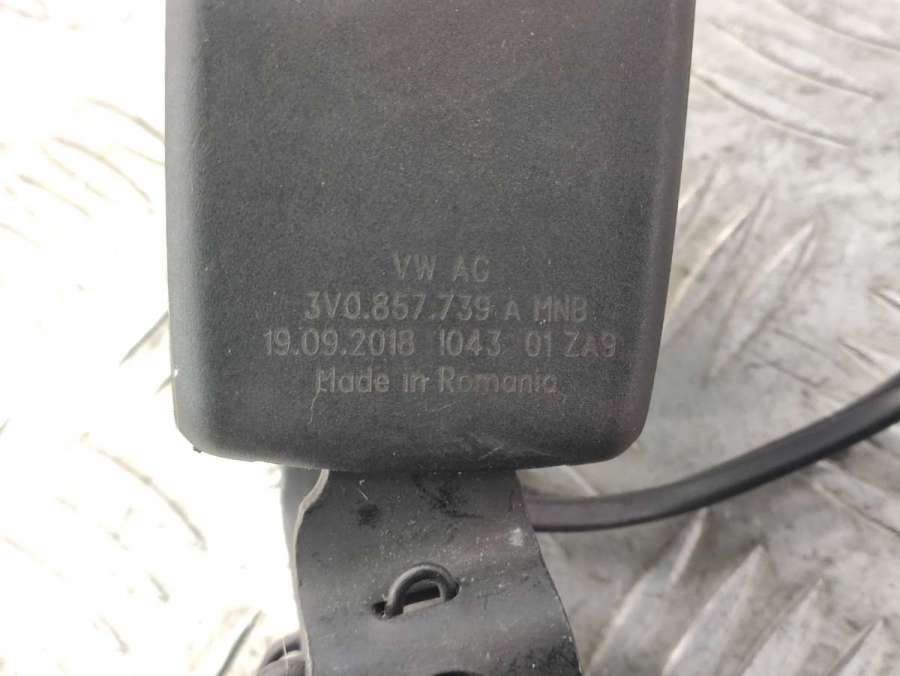 VW AG
3V0.857.739 A MNB
19.09.2018 1043 01 ZA9
Made in Romania